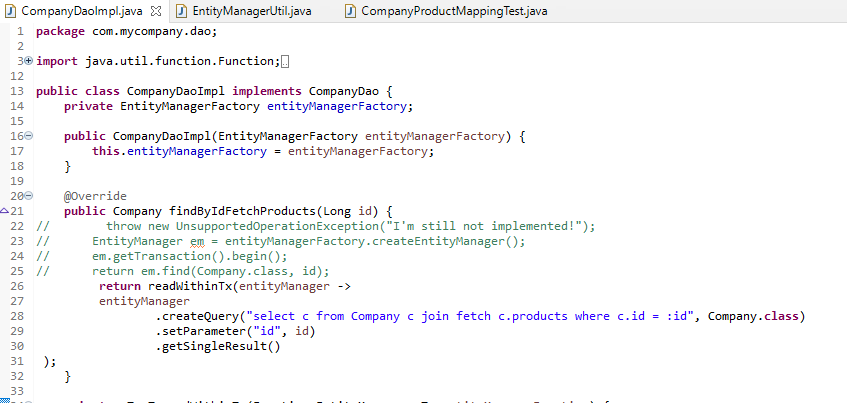 CompanyDaoImpl.java EntityManagerUtil.java CompanyProductMappingTest.java
1 package com.mycompany.dao;
2
3 import java.util.function.Function;
12
13 public class CompanyDaoImpl implements CompanyDao {
14 private EntityManagerFactory entityManagerFactory;
15
16 public CompanyDaoImpl(EntityManagerFactory entityManagerFactory) {
17 this.entityManagerFactory = entityManagerFactory;
18 }
19
20 @Override
21 public Company findByIdFetchProducts(Long id) {
22 // throw new UnsupportedOperationException("I'm still not implemented!");
23 // EntityManager em = entityManagerFactory.createEntityManager();
24 // em.getTransaction().begin();
25 // return em.find(Company.class, id);
26 return readWithinTx(entityManager ->
27 entityManager
28 .createQuery("select c from Company c join fetch c.products where c.id = :id", Company.class)
29 .setParameter("id", id)
30 .getSingleResult()
31 );
32 }
33